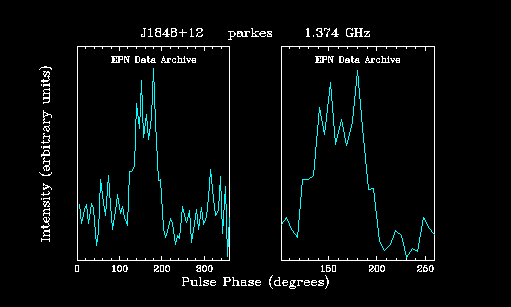 J1848+12 parkes 1.374 GHz
EPN Data Archive EPN Data Archive
Intensity (arbitrary units)
0 100 200 300 150 200 250
Pulse Phase (degrees)